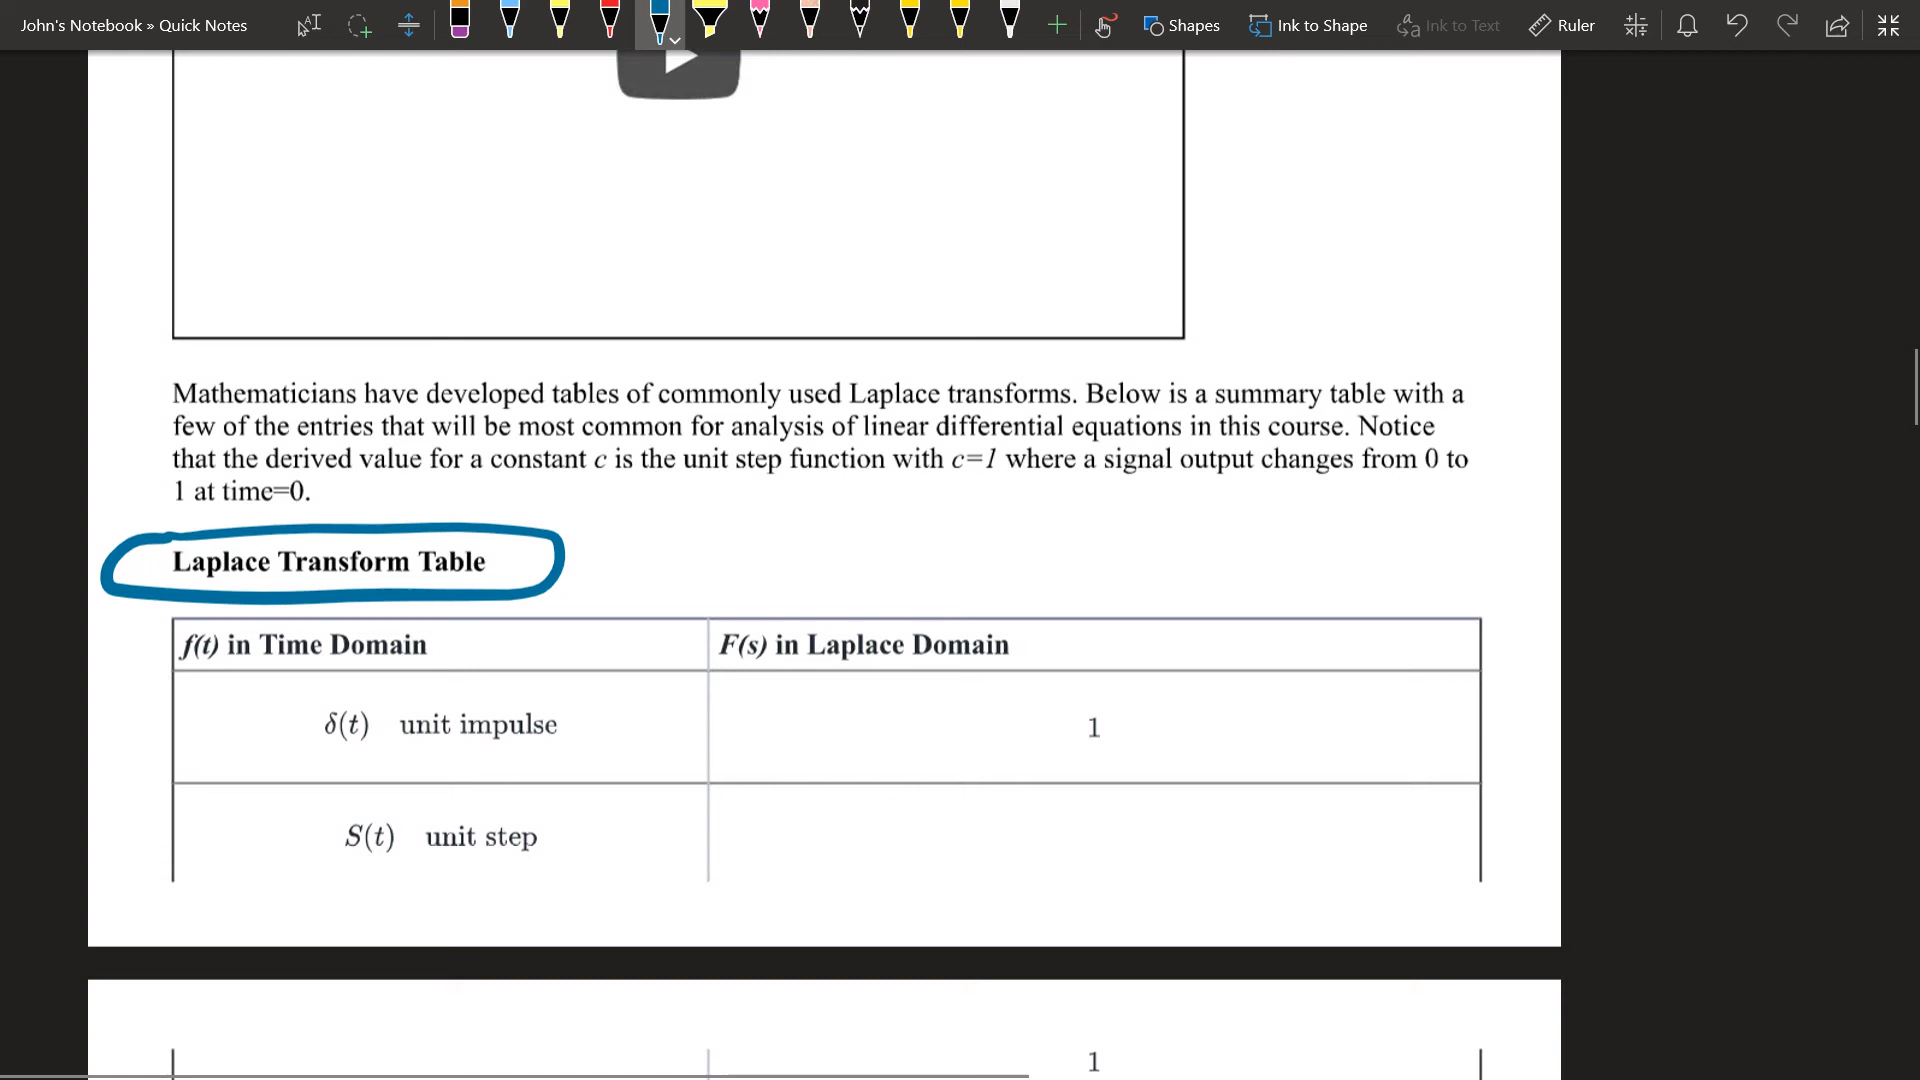 John's Notebook » Quick Notes
Shapes
Ink to Shape
Ink to Text
Ruler
Mathematicians have developed tables of commonly used Laplace transforms. Below is a summary table with a
few of the entries that will be most common for analysis of linear differential equations in this course. Notice
that the derived value for a constant c is the unit step function with c=1 where a signal output changes from 0 to
1 at time=0.
Laplace Transform Table
f(t) in Time Domain
F(s) in Laplace Domain
δ(t) unit impulse
1
S(t) unit step
1